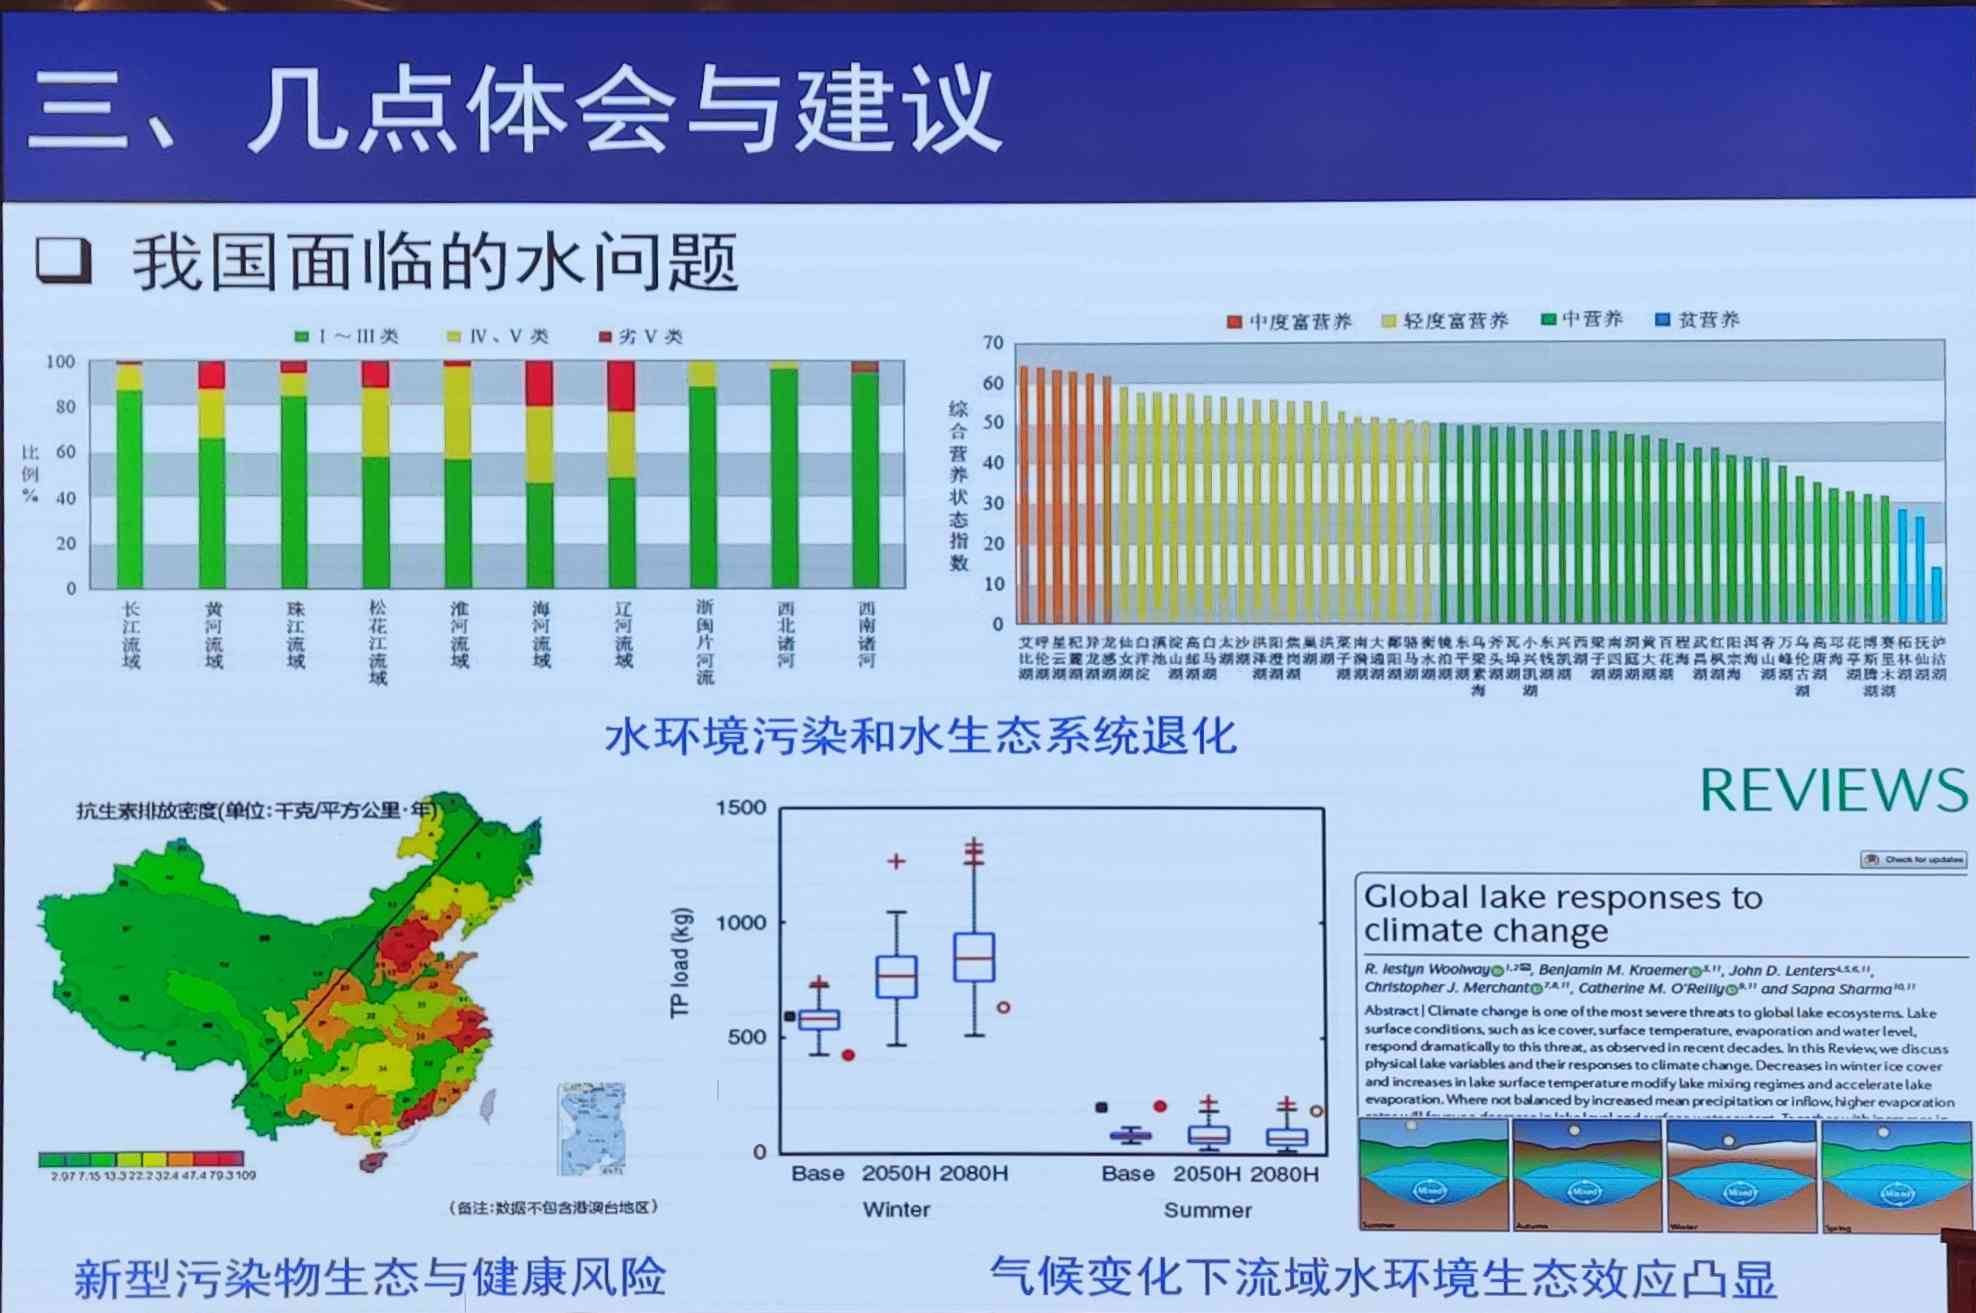 三、几点体会与建议
我国面临的水问题
I～III 类 Ⅳ、V 类 劣 V 类
比例%
100
80
60
40
20
0
长江流域 黄河流域 珠江流域 松花江流域 淮河流域 海河流域 辽河流域 浙闽片河流 西北诸河 西南诸河
中度富营养 轻度富营养 中营养 贫营养
综合营养状态指数
70
60
50
40
30
20
10
0
艾比湖 呼伦湖 星云湖 杞麓湖 异龙湖 龙感湖 仙女湖 白洋淀 滇池 淀山湖 高邮湖 白马湖 太湖 沙湖 洪泽湖 阳澄湖 焦岗湖 巢湖 洪湖 菜子湖 南漪湖 大通湖 鄱阳湖 骆马湖 衡水湖 镜泊湖 东平湖 乌梁素海 斧头湖 瓦埠湖 小兴凯湖 东钱湖 兴凯湖 西湖 梁子湖 南四湖 洞庭湖 黄大湖 百花湖 程海 武昌湖 红枫湖 阳宗海 洱海 香山湖 万峰湖 乌伦古湖 高唐湖 邛海 花亭湖 博斯腾湖 赛里木湖 柘林湖 抚仙湖 泸沽湖
水环境污染和水生态系统退化
抗生素排放密度(单位:千克/平方公里·年)
2.97 7.15 13.3 22.2 32.4 47.4 79.3 109
(备注:数据不包含港澳台地区)
新型污染物生态与健康风险
TP load (kg)
1500
1000
500
0
Base 2050H 2080H Base 2050H 2080H
Winter Summer
REVIEWS
Check for updates
Global lake responses to
climate change
R. Iestyn Woolway 1,2✉, Benjamin M. Kraemer 3,11, John D. Lenters 4,5,6,11,
Christopher J. Merchant 7,8,11, Catherine M. O'Reilly 9,11 and Sapna Sharma 10,11
Abstract | Climate change is one of the most severe threats to global lake ecosystems. Lake
surface conditions, such as ice cover, surface temperature, evaporation and water level,
respond dramatically to this threat, as observed in recent decades. In this Review, we discuss
physical lake variables and their responses to climate change. Decreases in winter ice cover
and increases in lake surface temperature modify lake mixing regimes and accelerate lake
evaporation. Where not balanced by increased mean precipitation or inflow, higher evaporation
Mixed Mixed Mixed Mixed
Summer Autumn Winter Spring
气候变化下流域水环境生态效应凸显